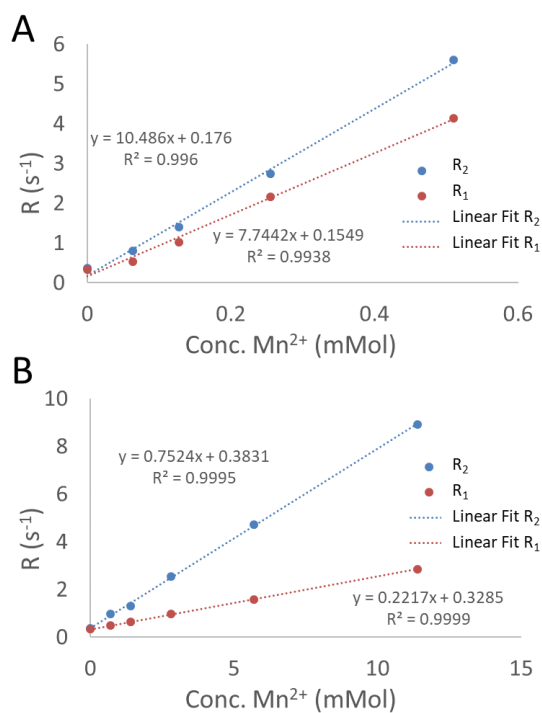 A
6
5
4
3
2
1
0
R (s⁻¹)
y = 10.486x + 0.176
R² = 0.996
y = 7.7442x + 0.1549
R² = 0.9938
R₂
R₁
Linear Fit R₂
Linear Fit R₁
0 0.2 0.4 0.6
Conc. Mn²⁺ (mMol)
B
10
8
6
4
2
0
R (s⁻¹)
y = 0.7524x + 0.3831
R² = 0.9995
R₂
R₁
Linear Fit R₂
Linear Fit R₁
y = 0.2217x + 0.3285
R² = 0.9999
0 5 10 15
Conc. Mn²⁺ (mMol)